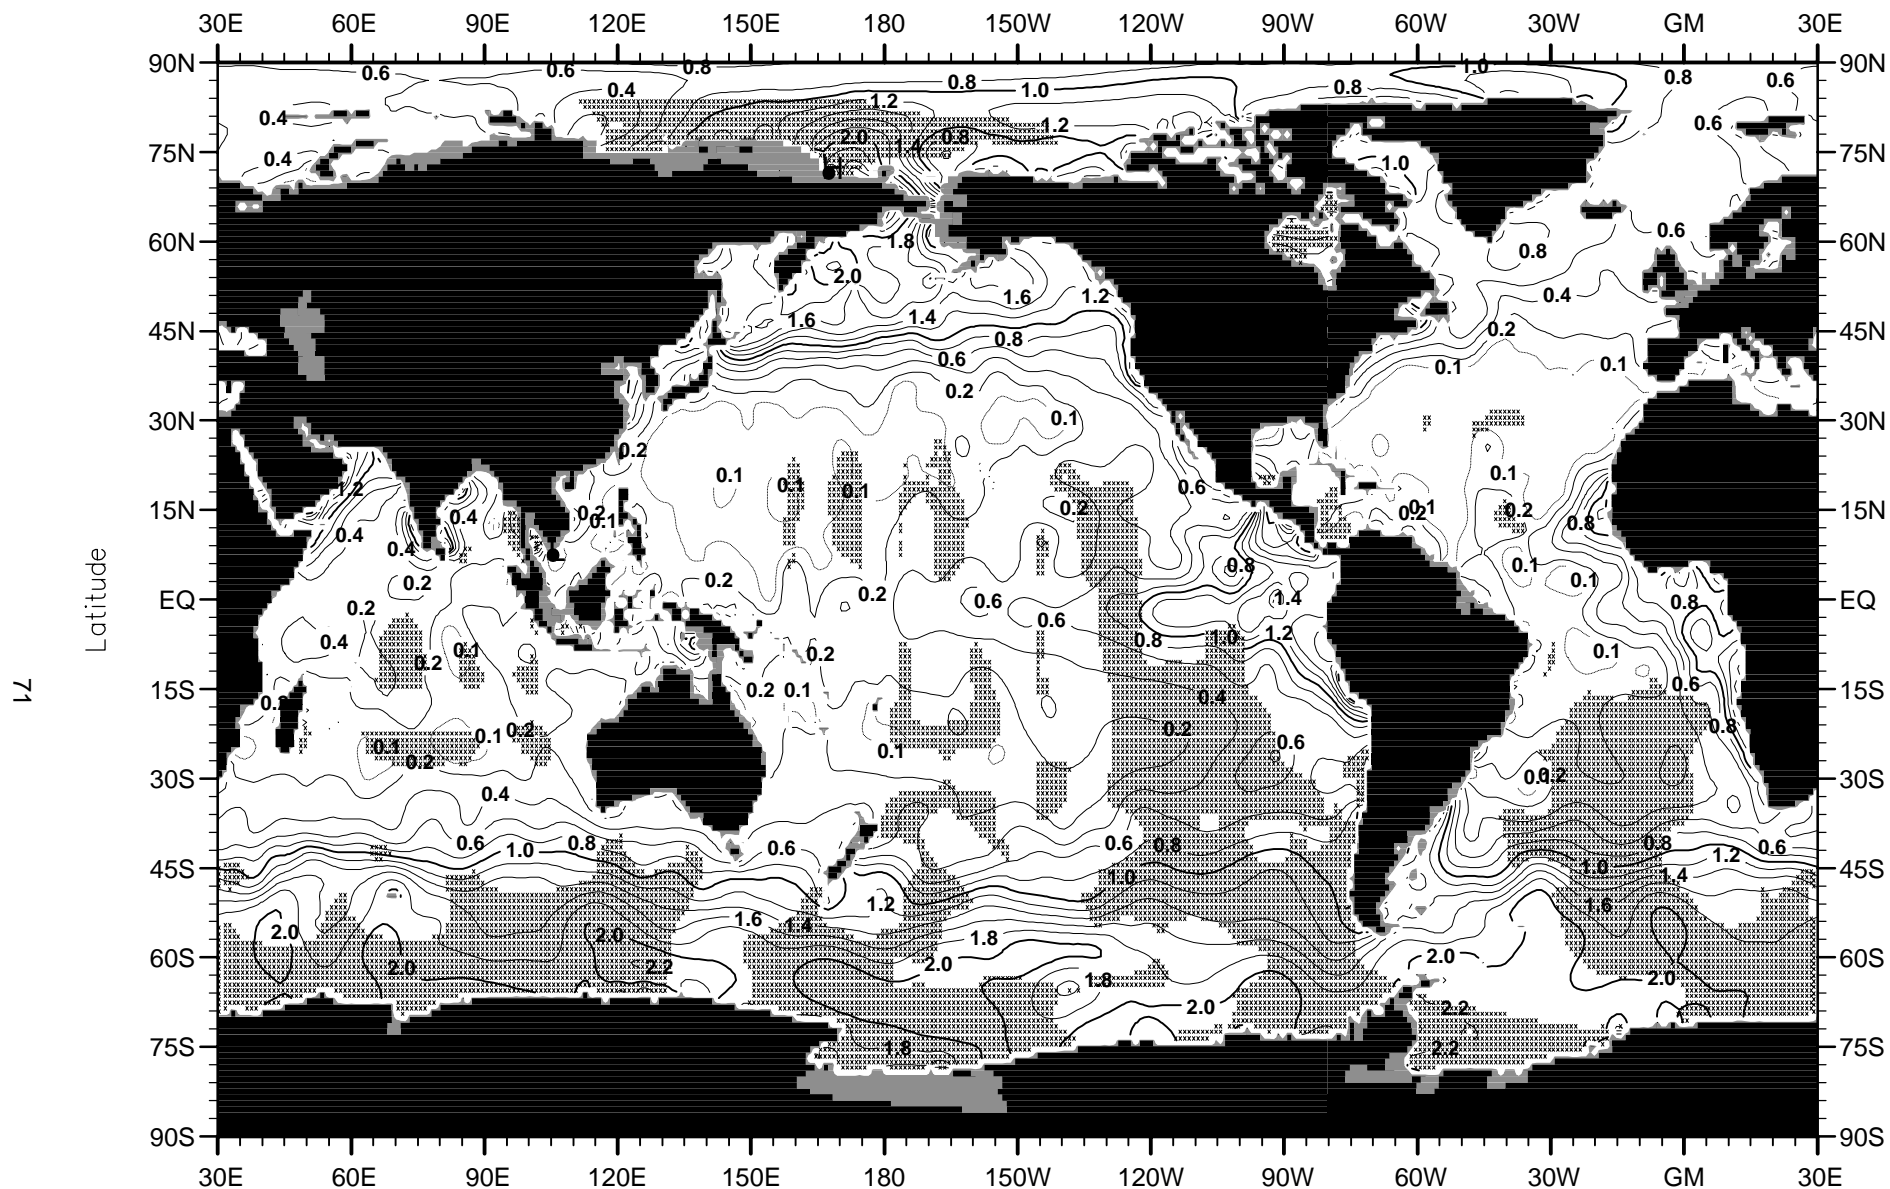 30E 60E 90E 120E 150E 180 150W 120W 90W 60W 30W GM 30E
90N 0.6 0.6 0.8 1.0 0.8 0.6 90N
0.4 0.8 1.0 0.8
0.4 1.2 1.2 0.6
75N 0.4 2.0 1.4 0.8 1.0 75N
60N 1.8 0.8 0.6 60N
2.0 1.6 1.2 0.4
45N 1.6 1.4 0.8 0.2 45N
0.6 0.1 0.1
0.2
30N 0.2 0.1 30N
1.2 0.1 0.1 0.1 0.6 0.1
15N 0.4 0.2 0.1 0.2 0.2 0.1 0.2 0.8 15N
0.4 0.4 0.8 0.1 0.1
0.2 0.2
EQ 0.2 0.2 0.6 1.4 0.8 EQ
0.4 0.1 0.6 0.8 1.0 1.2
0.2 0.2 0.1
Latitude
15S 0.2 0.1 0.4 0.6 15S
71
0.1 0.1 0.2 0.1 0.2 0.6 0.8
30S 0.2 0.2 30S
0.4
0.6 1.0 0.8 0.6 0.6 0.8 0.8 0.6
45S 1.0 1.0 1.2 1.4 45S
2.0 2.0 1.6 1.4 1.2 1.6
60S 2.0 2.2 1.8 2.0 2.0 60S
1.8 2.0 2.0 2.2
75S 1.8 2.2 75S
90S 90S
30E 60E 90E 120E 150E 180 150W 120W 90W 60W 30W GM 30E